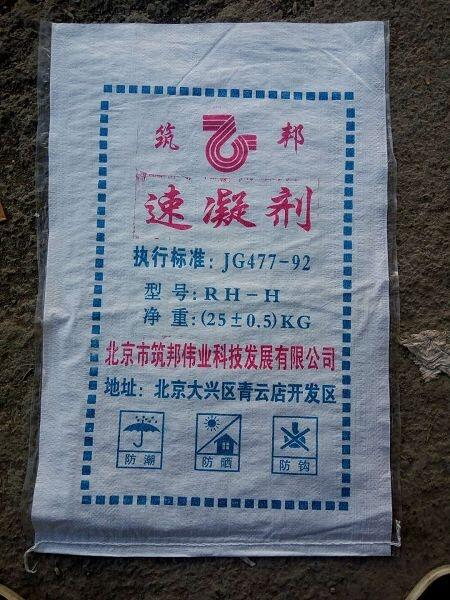 筑 邦
速凝剂
执行标准：JG477-92
型号：RH-H
净重：(25±0.5)KG
北京市筑邦伟业科技发展有限公司
地址：北京大兴区青云店开发区
防潮 防晒 防钩